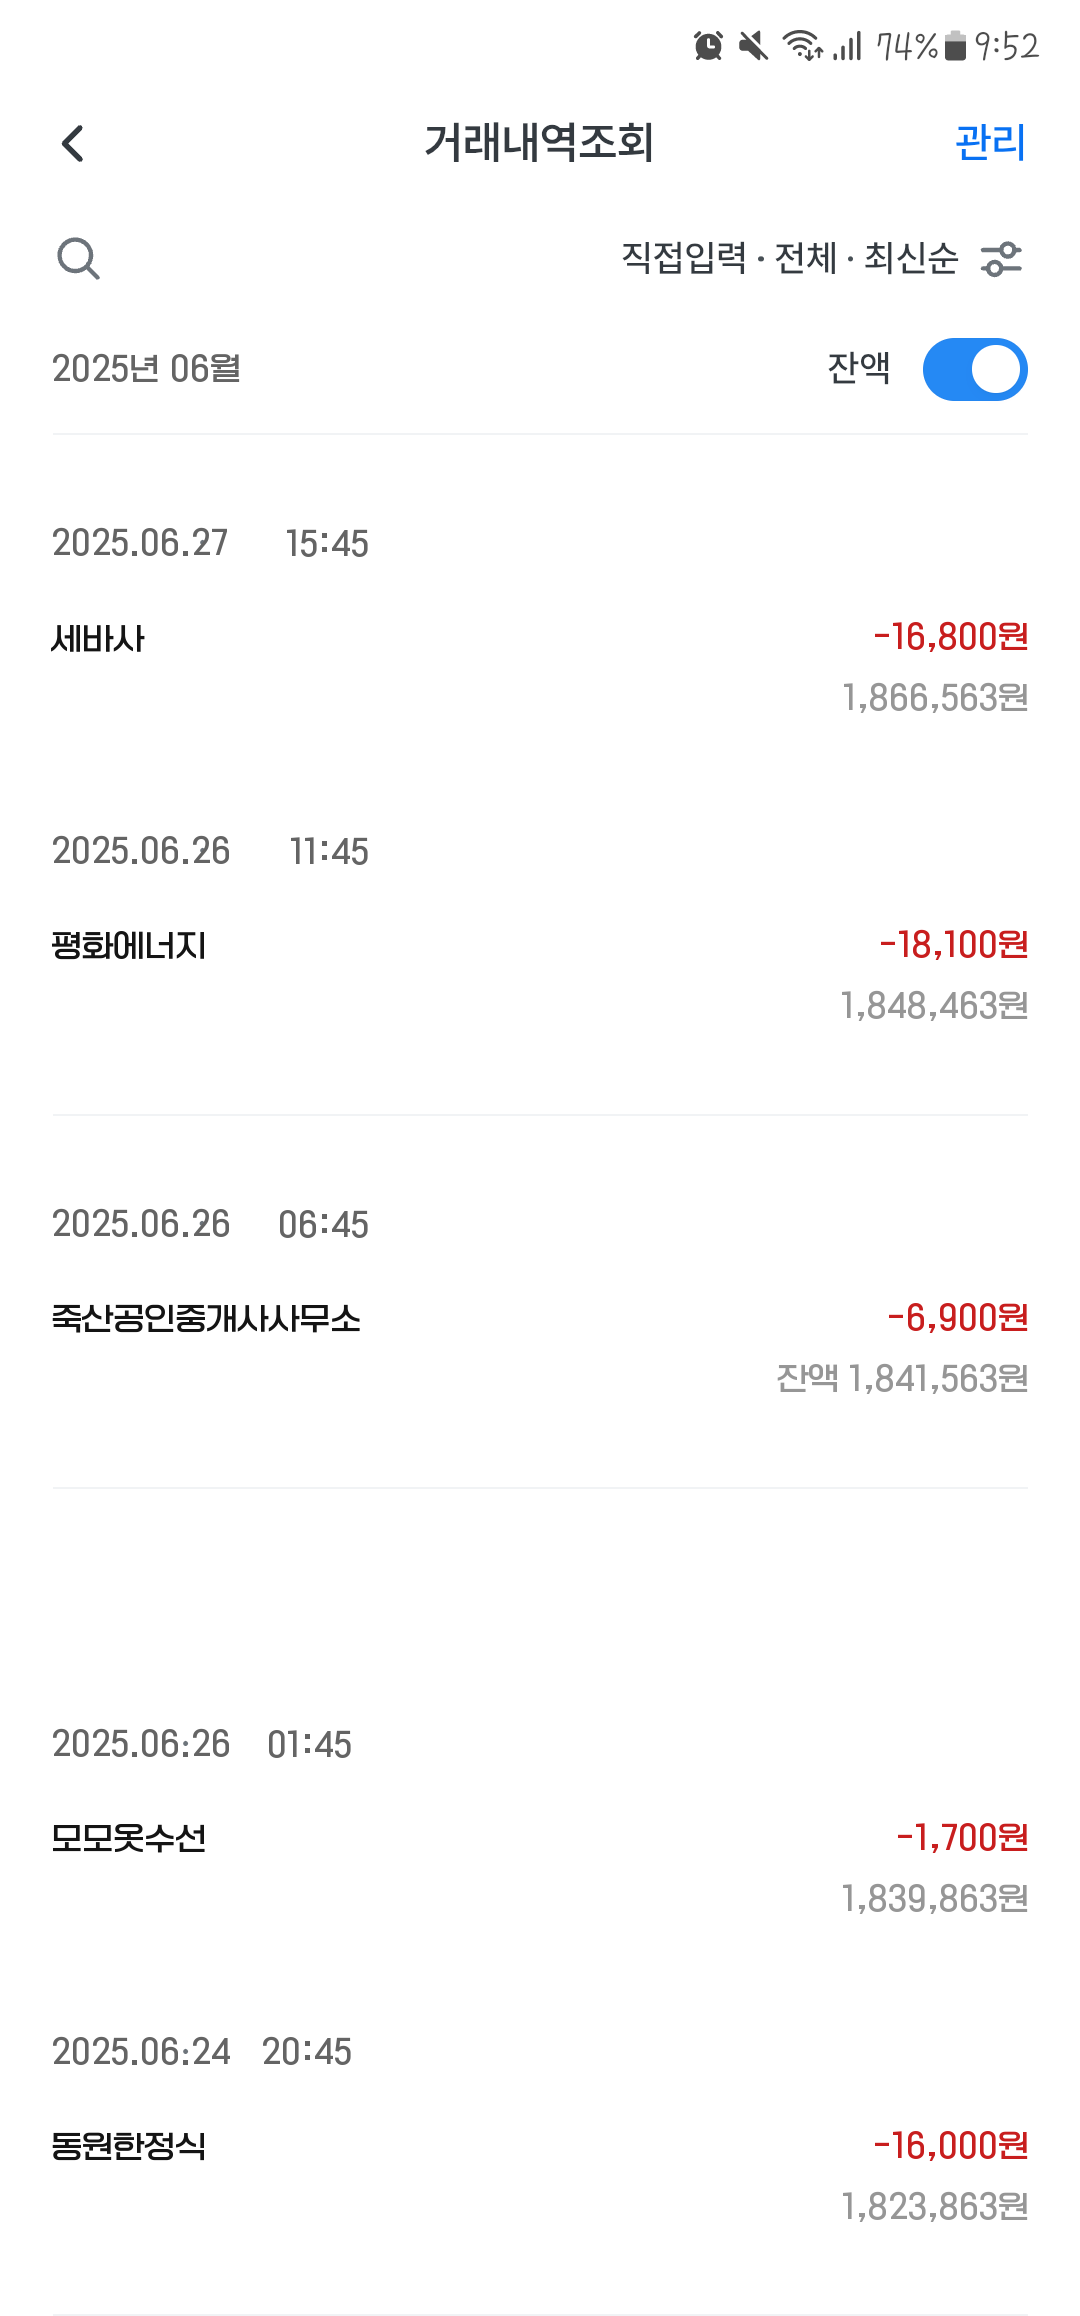 74% 9:52
거래내역조회 관리
직접입력 · 전체 · 최신순
2025년 06월 잔액
2025.06.27 15:45
세바사 -16,800원
1,866,563원
2025.06.26 11:45
평화에너지 -18,100원
1,848,463원
2025.06.26 06:45
죽산공인중개사사무소 -6,900원
잔액 1,841,563원
2025.06:26 01:45
모모옷수선 -1,700원
1,839,863원
2025.06:24 20:45
동원한정식 -16,000원
1,823,863원